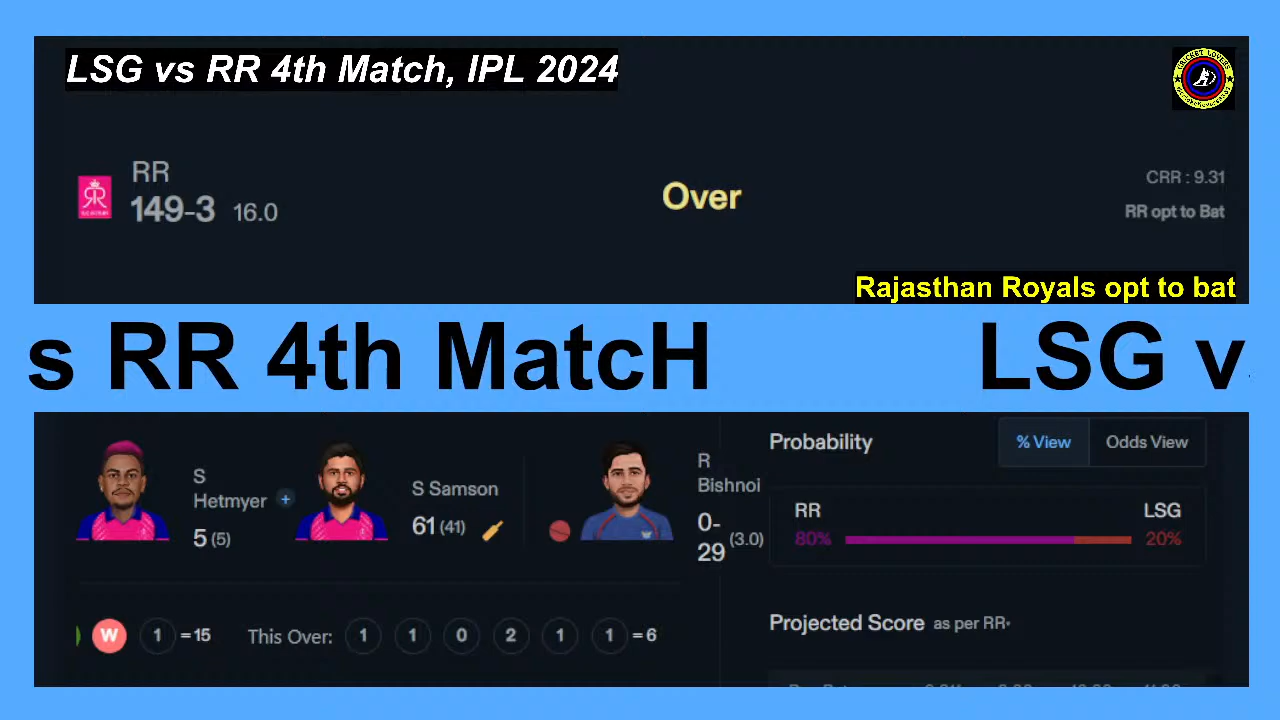 LSG vs RR 4th Match, IPL 2024
RR
149-3 16.0
Over
CRR : 9.31
RR opt to Bat
Rajasthan Royals opt to bat
s RR 4th MatcH LSG v
S
Hetmyer
5 (5)
+
S Samson
61 (41)
R
Bishnoi
0-
29 (3.0)
W 1 = 15 This Over: 1 1 0 2 1 1 = 6
Probability % View Odds View
RR LSG
80% 20%
Projected Score as per RR*